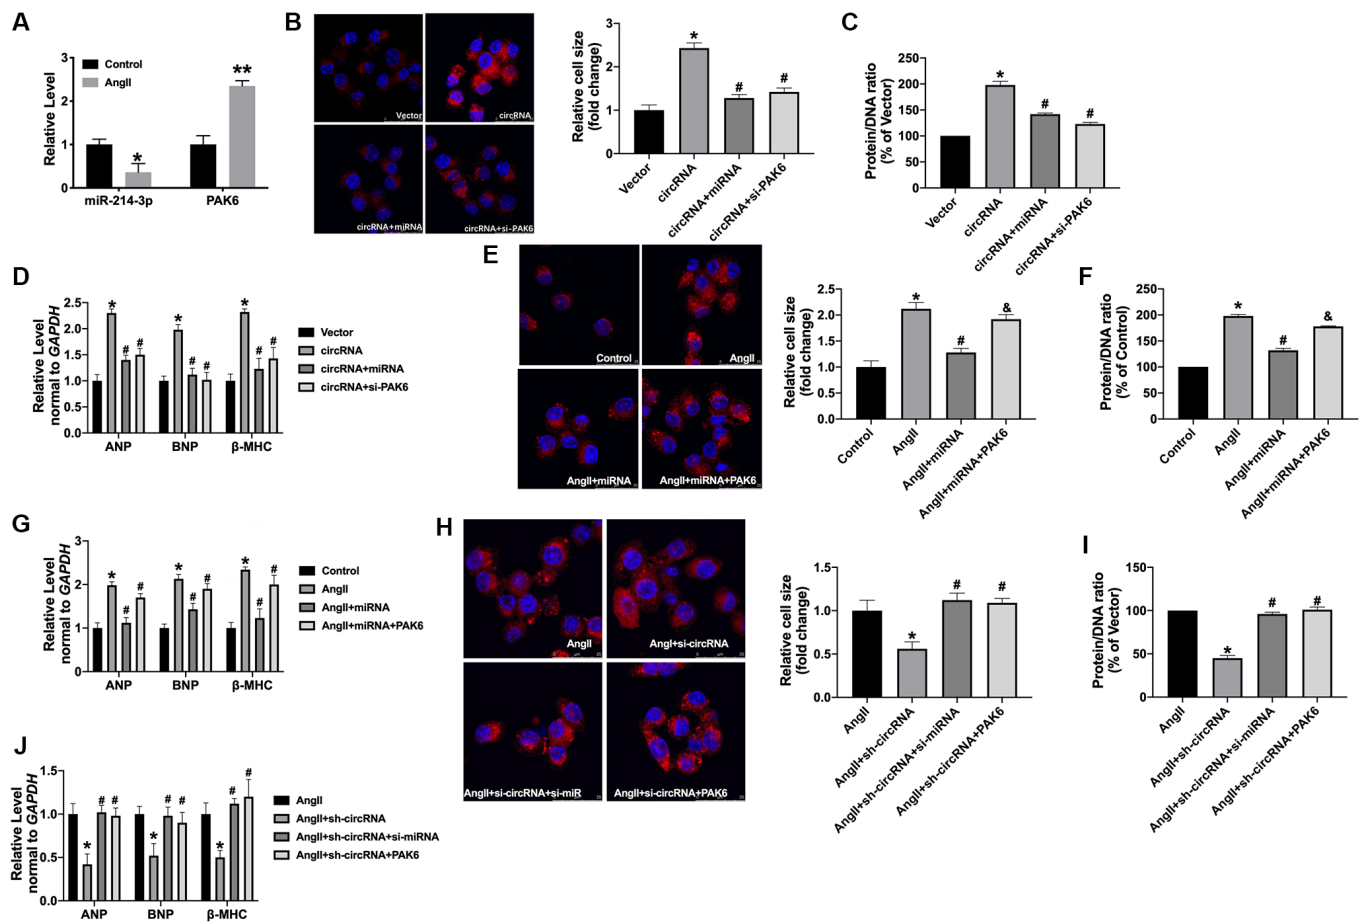 A
Relative Level
3
2
1
0
Control
AngII
*
**
miR-214-3p
PAK6
B
Vector
circRNA
circRNA+miRNA
circRNA+si-PAK6
Relative cell size
(fold change)
3
2
1
0
*
#
#
Vector
circRNA
circRNA+miRNA
circRNA+si-PAK6
C
Protein/DNA ratio
(% of Vector)
250
200
150
100
50
0
*
#
#
Vector
circRNA
circRNA+miRNA
circRNA+si-PAK6
D
Relative Level
normal to GAPDH
2.5
2.0
1.5
1.0
0.5
0.0
*
#
#
*
#
#
*
#
#
ANP
BNP
β-MHC
Vector
circRNA
circRNA+miRNA
circRNA+si-PAK6
E
Control
AngII
AngII+miRNA
AngII+miRNA+PAK6
Relative cell size
(fold change)
2.5
2.0
1.5
1.0
0.5
0.0
*
#
&
Control
AngII
AngII+miRNA
AngII+miRNA+PAK6
F
Protein/DNA ratio
(% of Control)
250
200
150
100
50
0
*
#
&
Control
AngII
AngII+miRNA
AngII+miRNA+PAK6
G
Relative Level
normal to GAPDH
3
2
1
0
*
#
#
*
#
#
*
#
#
ANP
BNP
β-MHC
Control
AngII
AngII+miRNA
AngII+miRNA+PAK6
H
AngII
AngI+si-circRNA
AngII+si-circRNA+si-miR
AngII+si-circRNA+PAK6
Relative cell size
(fold change)
1.5
1.0
0.5
0.0
*
#
#
AngII
AngII+sh-circRNA
AngII+sh-circRNA+si-miRNA
AngII+sh-circRNA+PAK6
I
Protein/DNA ratio
(% of Vector)
150
100
50
0
*
#
#
AngII
AngII+sh-circRNA
AngII+sh-circRNA+si-miRNA
AngII+sh-circRNA+PAK6
J
Relative Level
normal to GAPDH
1.5
1.0
0.5
0.0
*
#
#
*
#
#
*
#
#
ANP
BNP
β-MHC
AngII
AngII+sh-circRNA
AngII+sh-circRNA+si-miRNA
AngII+sh-circRNA+PAK6